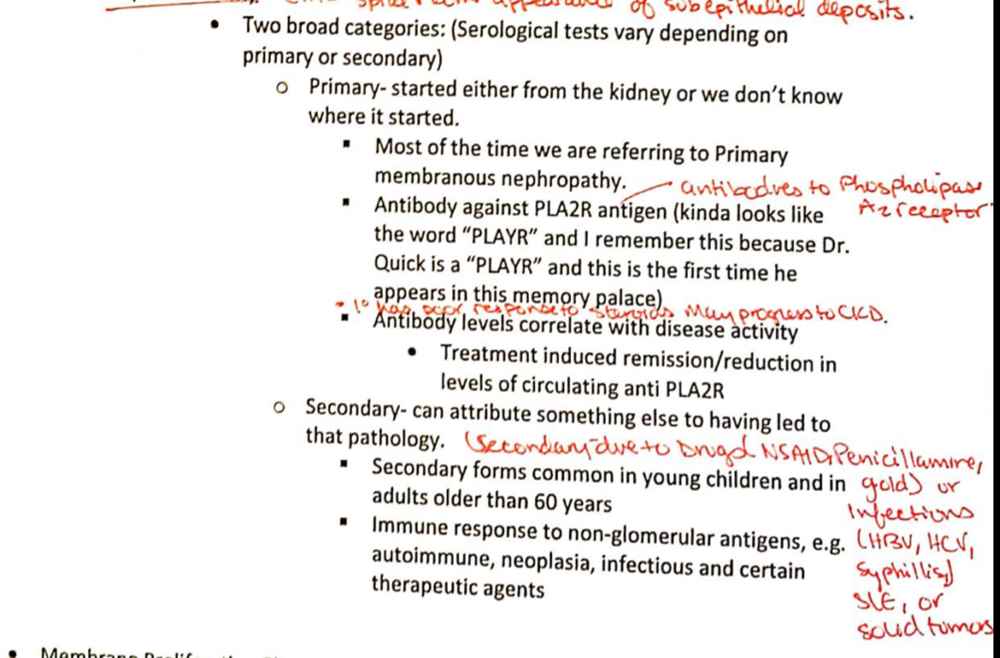 spike appearance of subepithelial deposits.
• Two broad categories: (Serological tests vary depending on
primary or secondary)
o Primary- started either from the kidney or we don't know
where it started.
▪ Most of the time we are referring to Primary
membranous nephropathy.
antibodies to Phospholipase
A2 receptor
▪ Antibody against PLA2R antigen (kinda looks like
the word "PLAYR" and I remember this because Dr.
Quick is a "PLAYR" and this is the first time he
appears in this memory palace)
• 1° has poor response to steroids May progress to CKD.
▪ Antibody levels correlate with disease activity
• Treatment induced remission/reduction in
levels of circulating anti PLA2R
o Secondary- can attribute something else to having led to
that pathology.
(Secondary-due to Drugs NSAID, Penicillamine,
gold) or
Infections
(HBV, HCV,
Syphillis)
SLE, or
solid tumors
▪ Secondary forms common in young children and in
adults older than 60 years
▪ Immune response to non-glomerular antigens, e.g.
autoimmune, neoplasia, infectious and certain
therapeutic agents